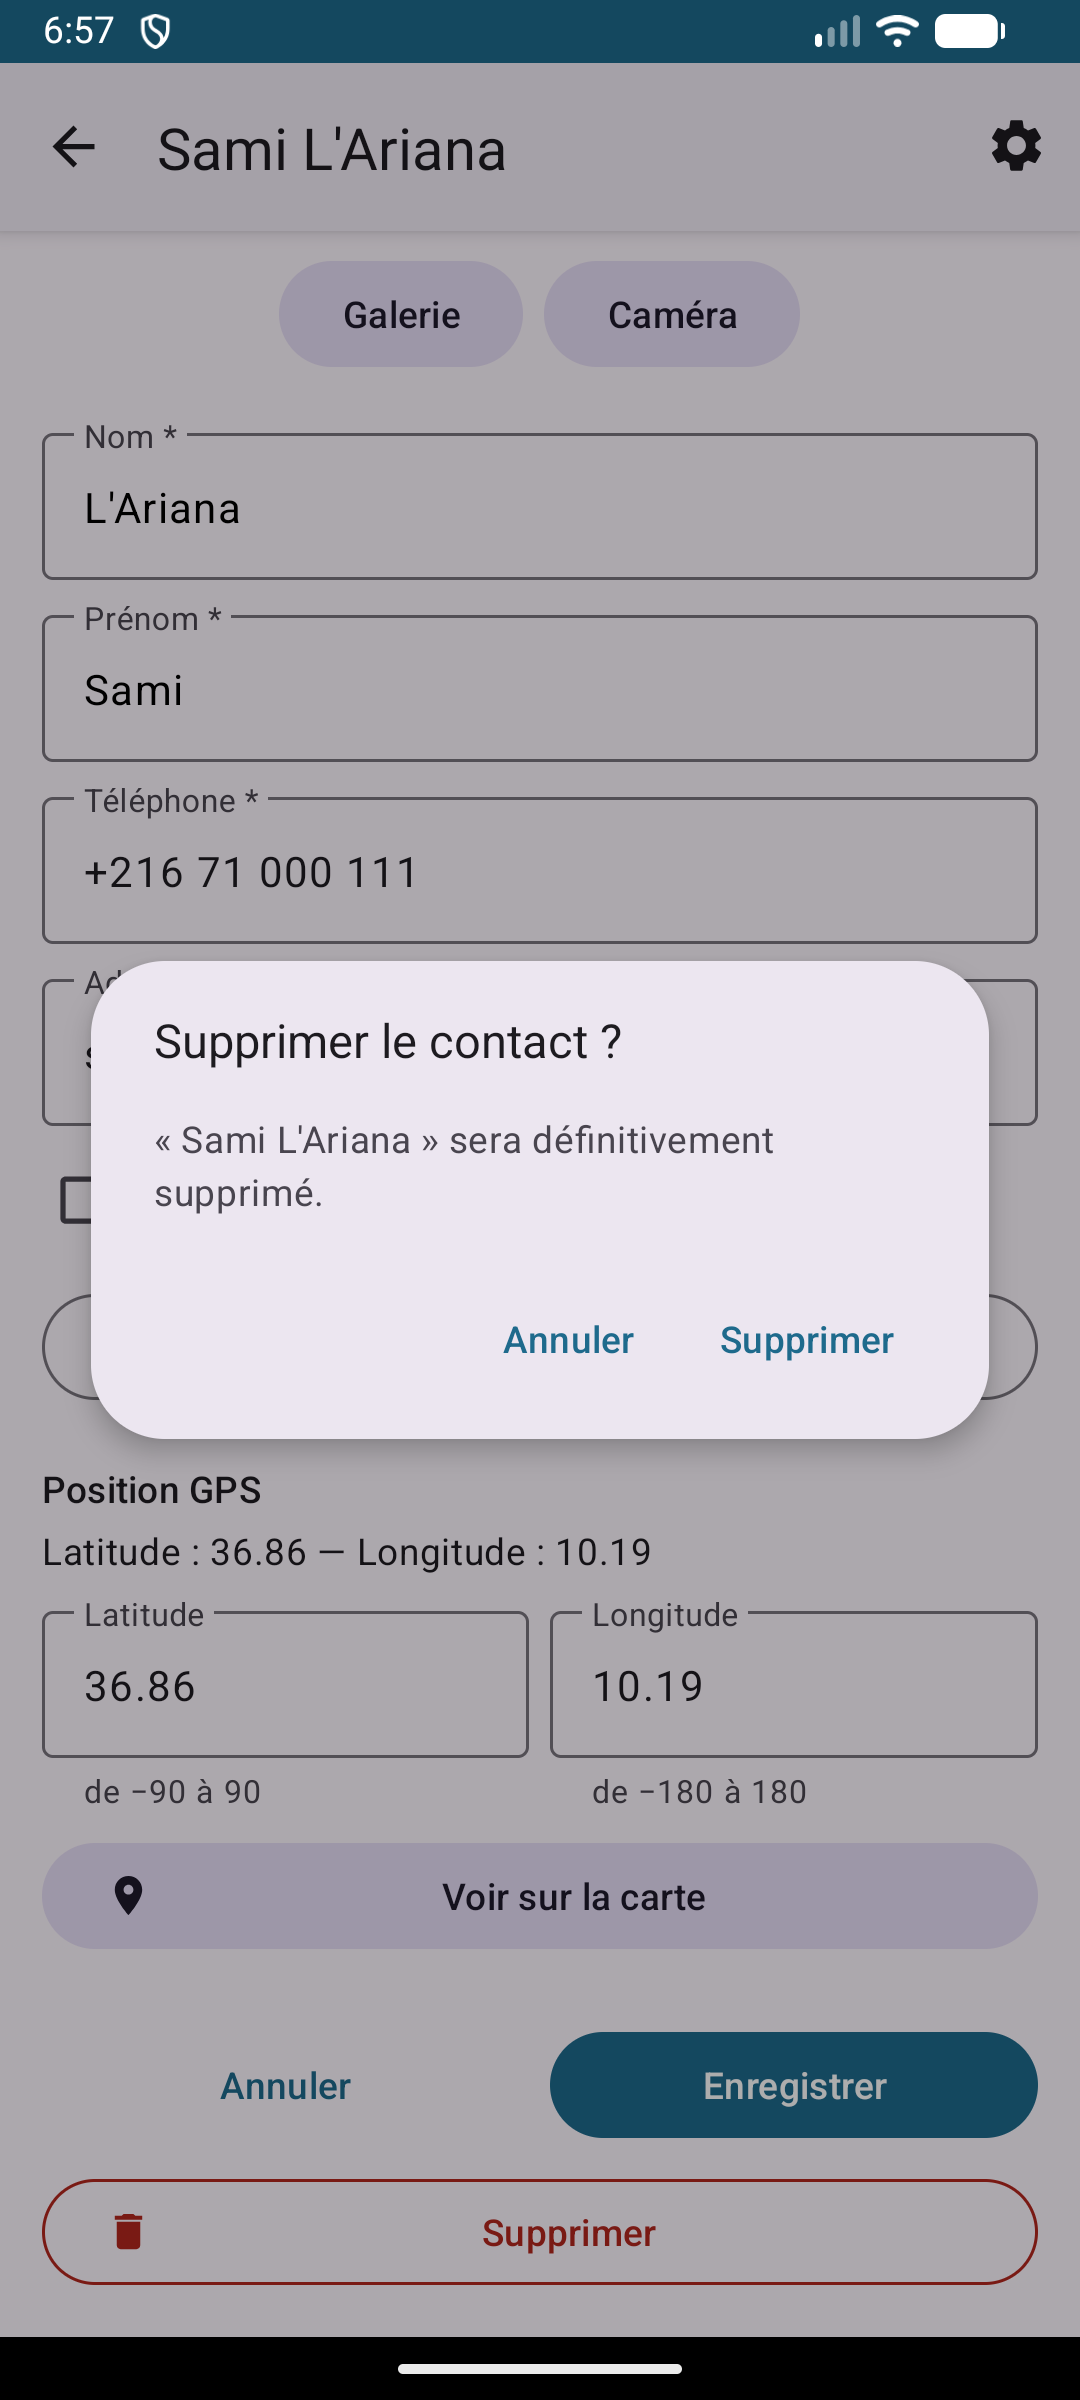 6:57
Sami L'Ariana
Galerie
Caméra
Nom *
L'Ariana
Prénom *
Sami
Téléphone *
+216 71 000 111
Supprimer le contact ?
« Sami L'Ariana » sera définitivement
supprimé.
Annuler
Supprimer
Position GPS
Latitude : 36.86 — Longitude : 10.19
Latitude
36.86
Longitude
10.19
de −90 à 90
de −180 à 180
Voir sur la carte
Annuler
Enregistrer
Supprimer